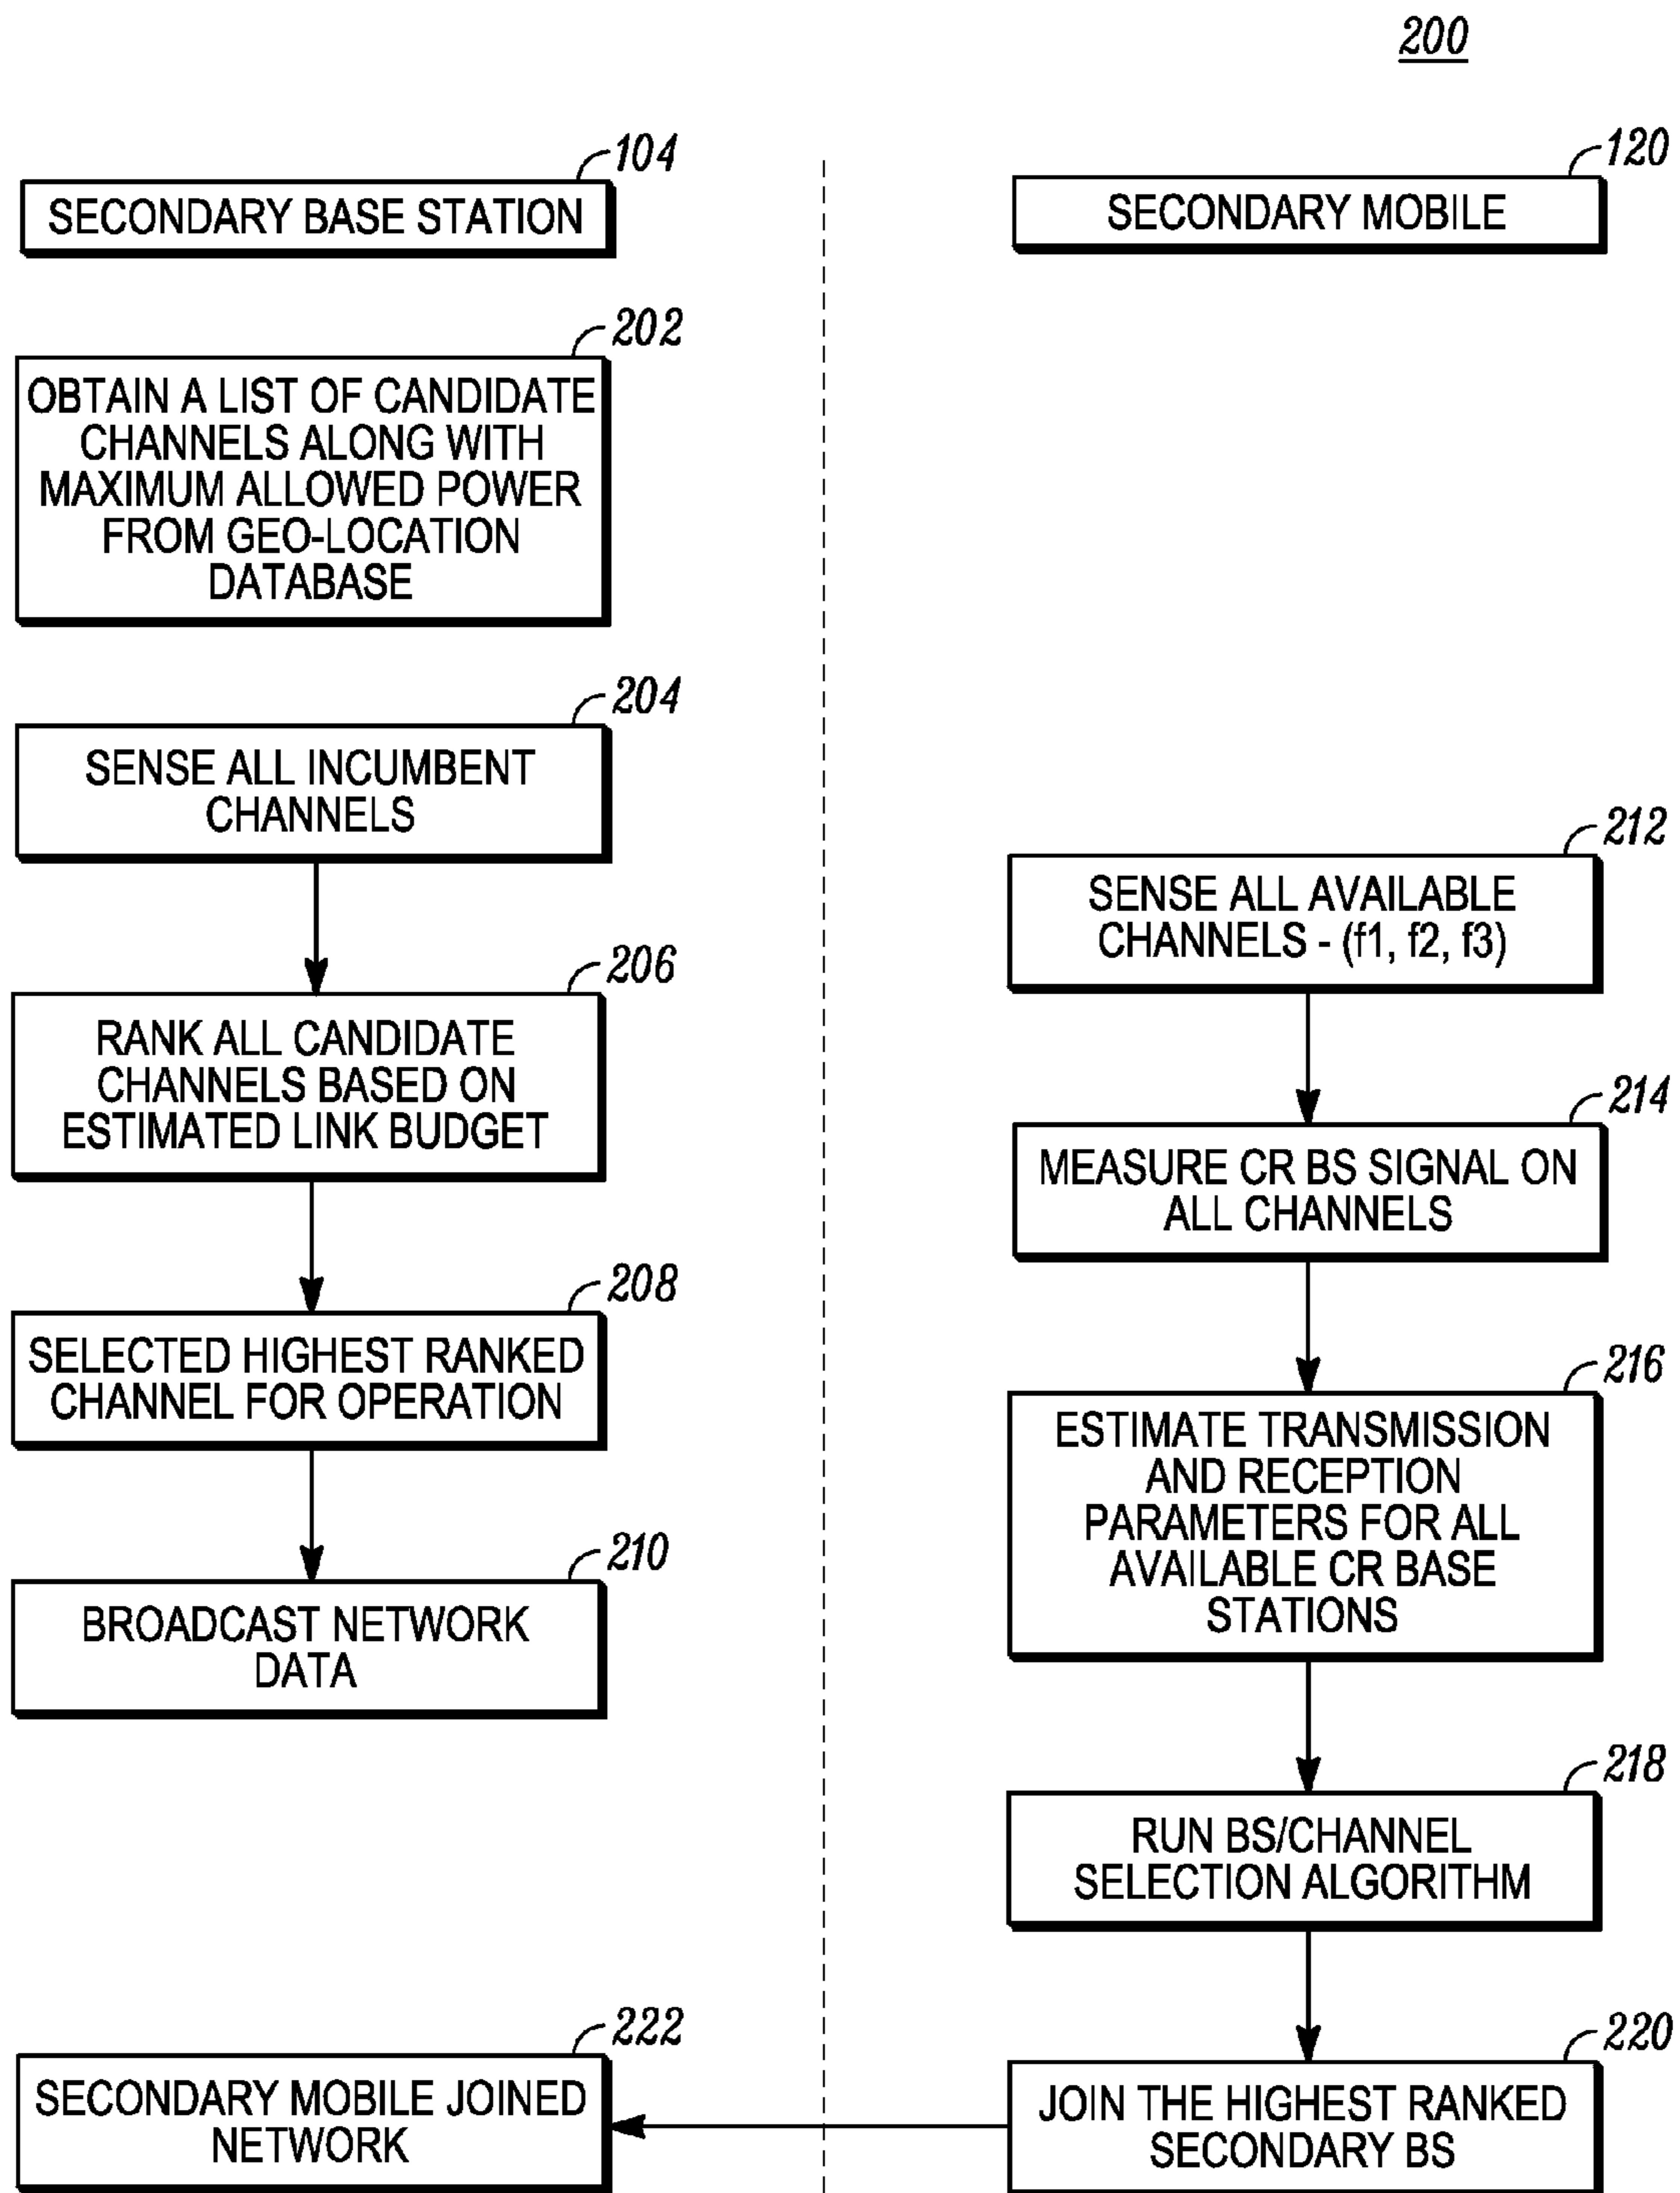 200
104
SECONDARY BASE STATION
202
OBTAIN A LIST OF CANDIDATE
CHANNELS ALONG WITH
MAXIMUM ALLOWED POWER
FROM GEO-LOCATION
DATABASE
204
SENSE ALL INCUMBENT
CHANNELS
206
RANK ALL CANDIDATE
CHANNELS BASED ON
ESTIMATED LINK BUDGET
208
SELECTED HIGHEST RANKED
CHANNEL FOR OPERATION
210
BROADCAST NETWORK
DATA
222
SECONDARY MOBILE JOINED
NETWORK
120
SECONDARY MOBILE
212
SENSE ALL AVAILABLE
CHANNELS - (f1, f2, f3)
214
MEASURE CR BS SIGNAL ON
ALL CHANNELS
216
ESTIMATE TRANSMISSION
AND RECEPTION
PARAMETERS FOR ALL
AVAILABLE CR BASE
STATIONS
218
RUN BS/CHANNEL
SELECTION ALGORITHM
220
JOIN THE HIGHEST RANKED
SECONDARY BS